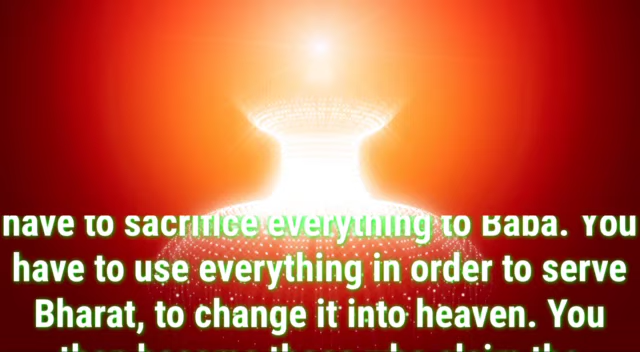 have to sacrifice everything to Baba. You
have to use everything in order to serve
Bharat, to change it into heaven. You